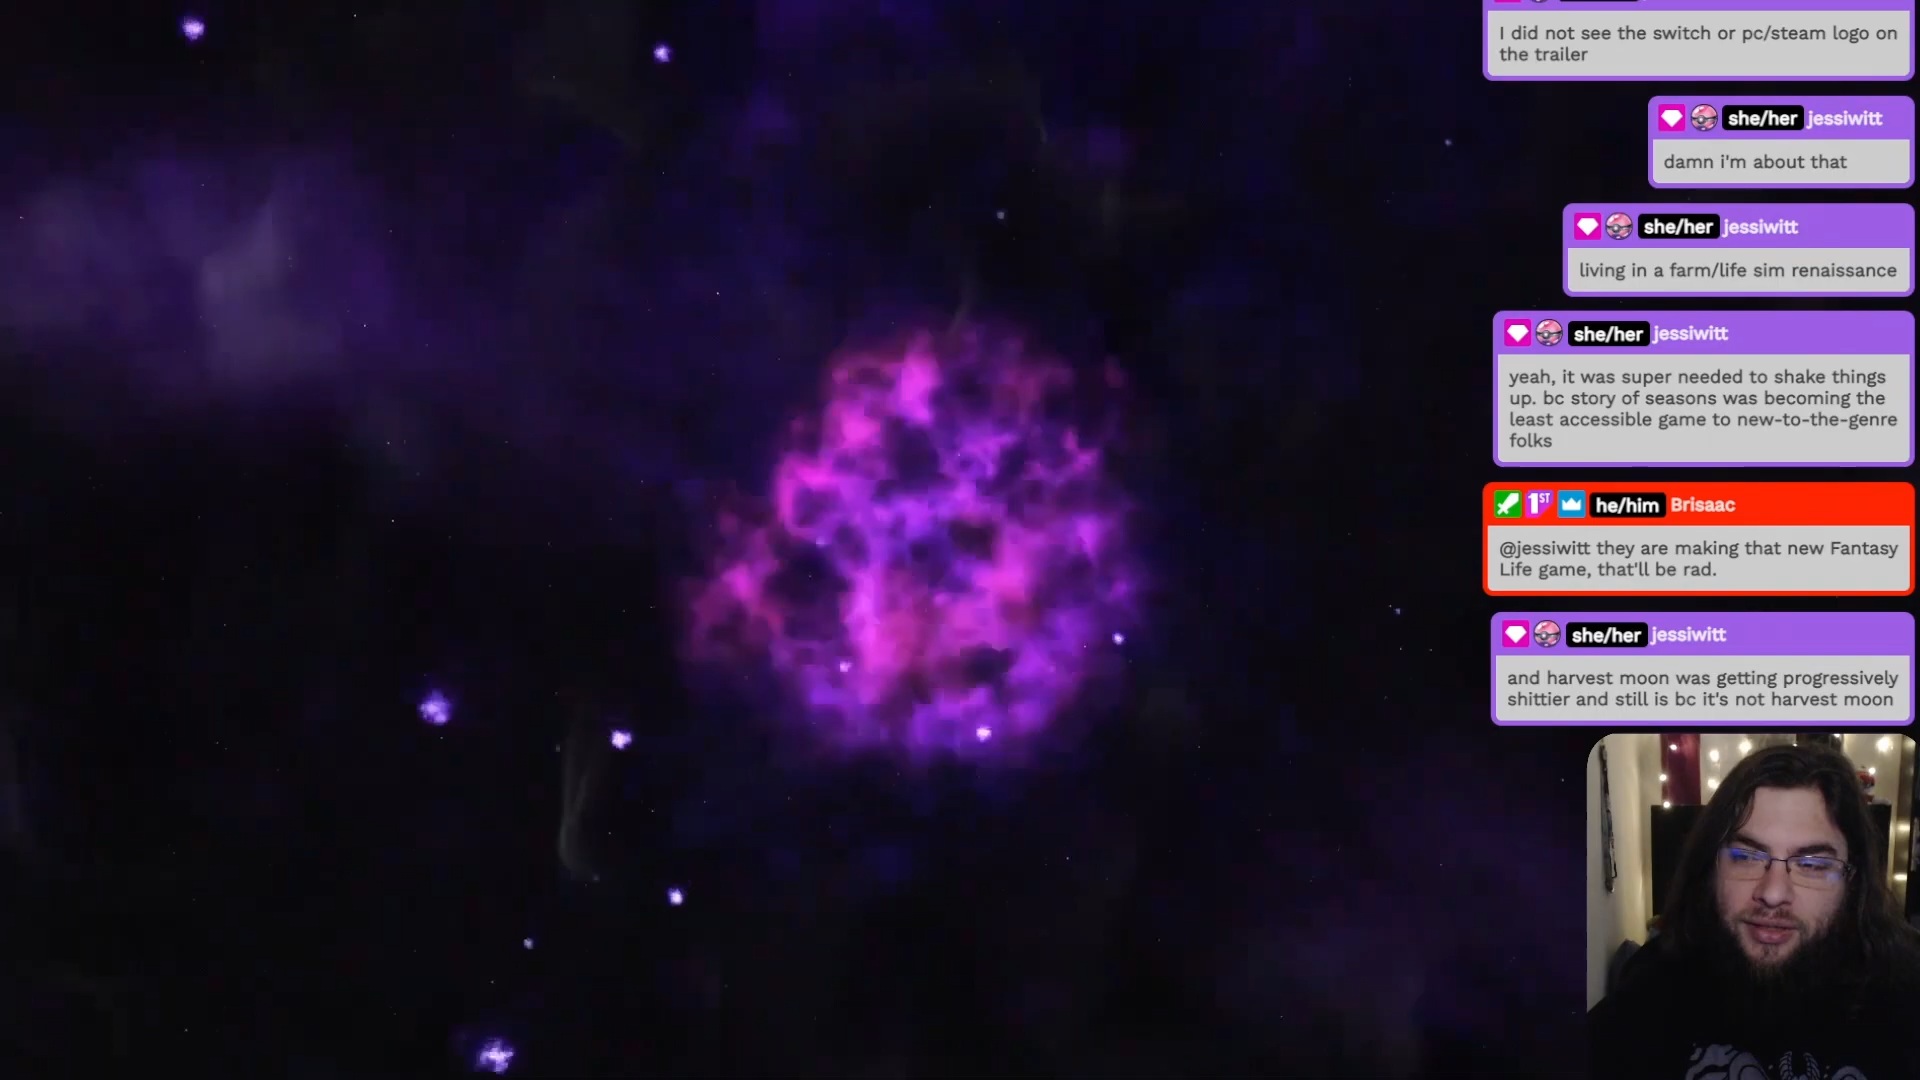 I did not see the switch or pc/steam logo on
the trailer
she/her jessiwitt
damn i'm about that
she/her jessiwitt
living in a farm/life sim renaissance
she/her jessiwitt
yeah, it was super needed to shake things
up. bc story of seasons was becoming the
least accessible game to new-to-the-genre
folks
1ST he/him Brisaac
@jessiwitt they are making that new Fantasy
Life game, that'll be rad.
she/her jessiwitt
and harvest moon was getting progressively
shittier and still is bc it's not harvest moon